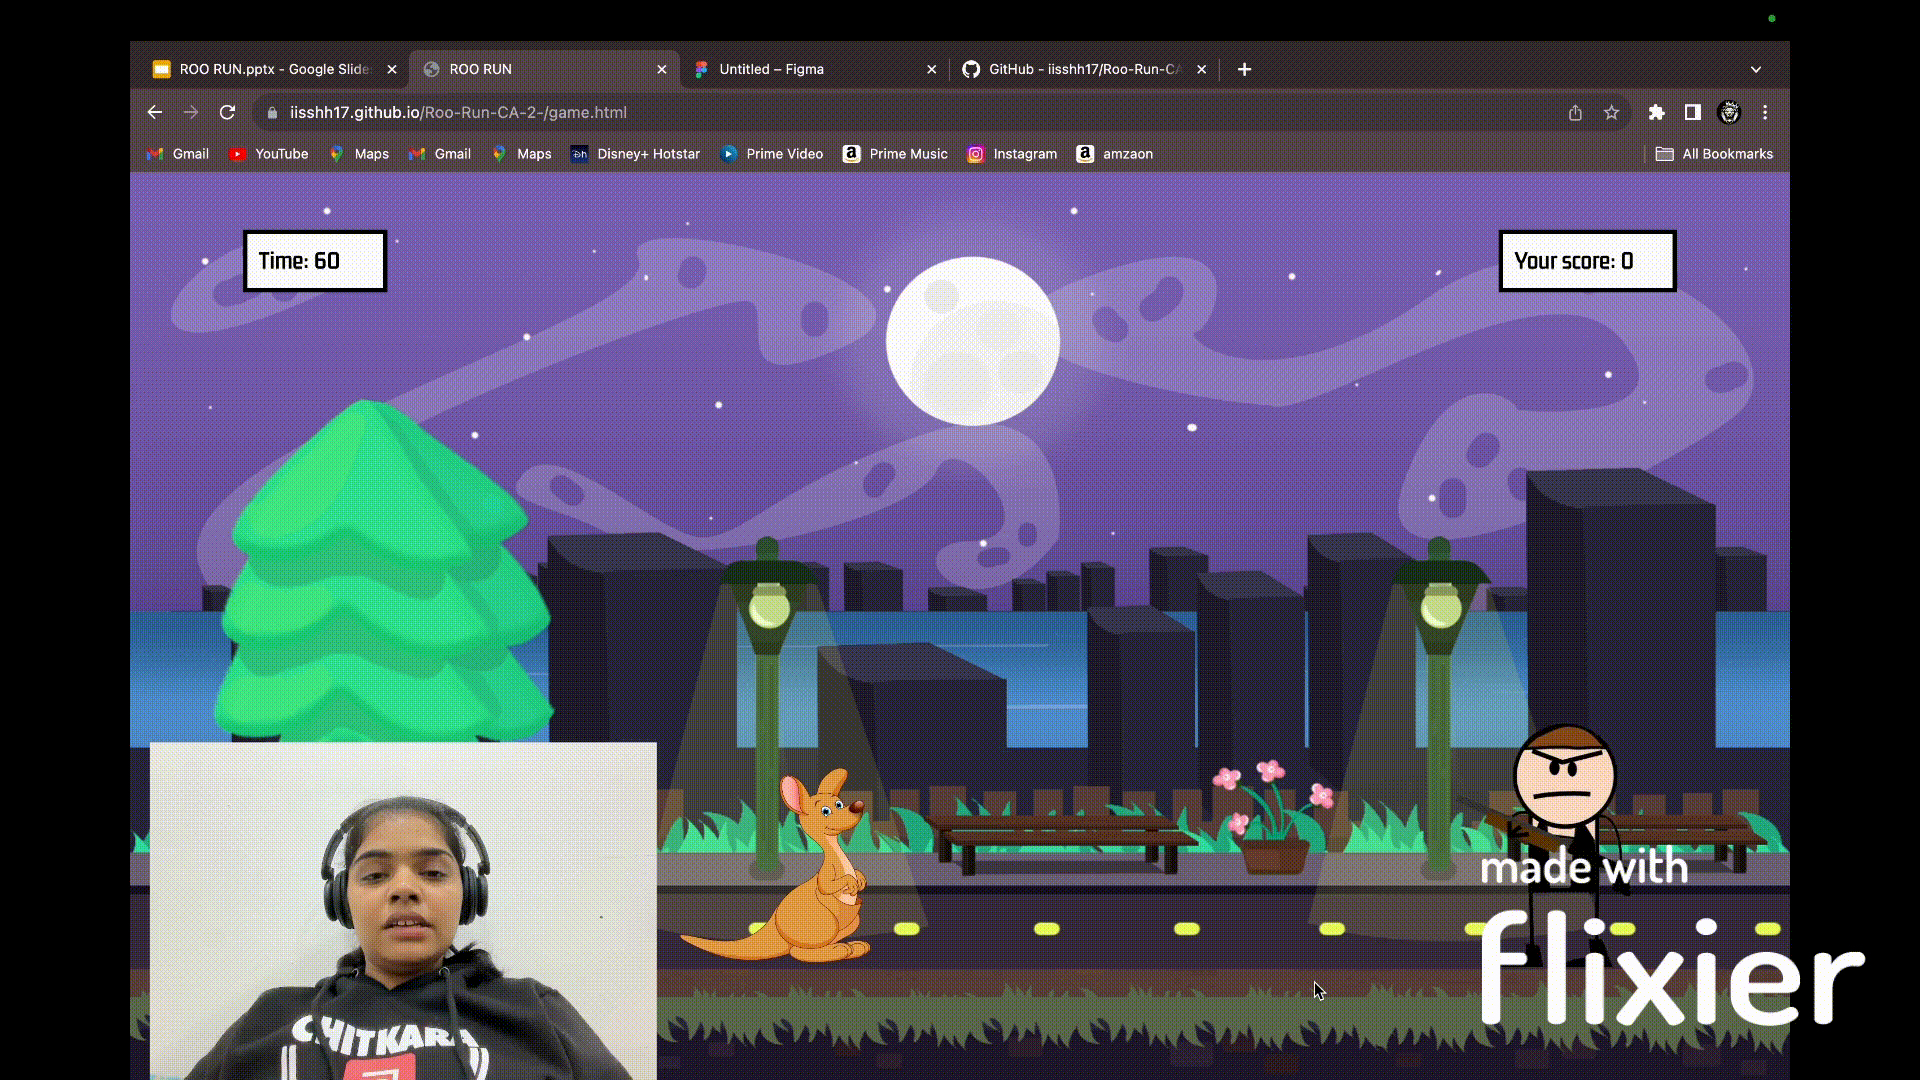 ROO RUN.pptx - Google Slide
ROO RUN
Untitled – Figma
GitHub - iisshh17/Roo-Run-CA
iisshh17.github.io/Roo-Run-CA-2-/game.html
Gmail
YouTube
Maps
Gmail
Maps
Disney+ Hotstar
Prime Video
Prime Music
Instagram
amzaon
All Bookmarks
Time: 60
Your score: 0
made with
flixier
CHITKARA